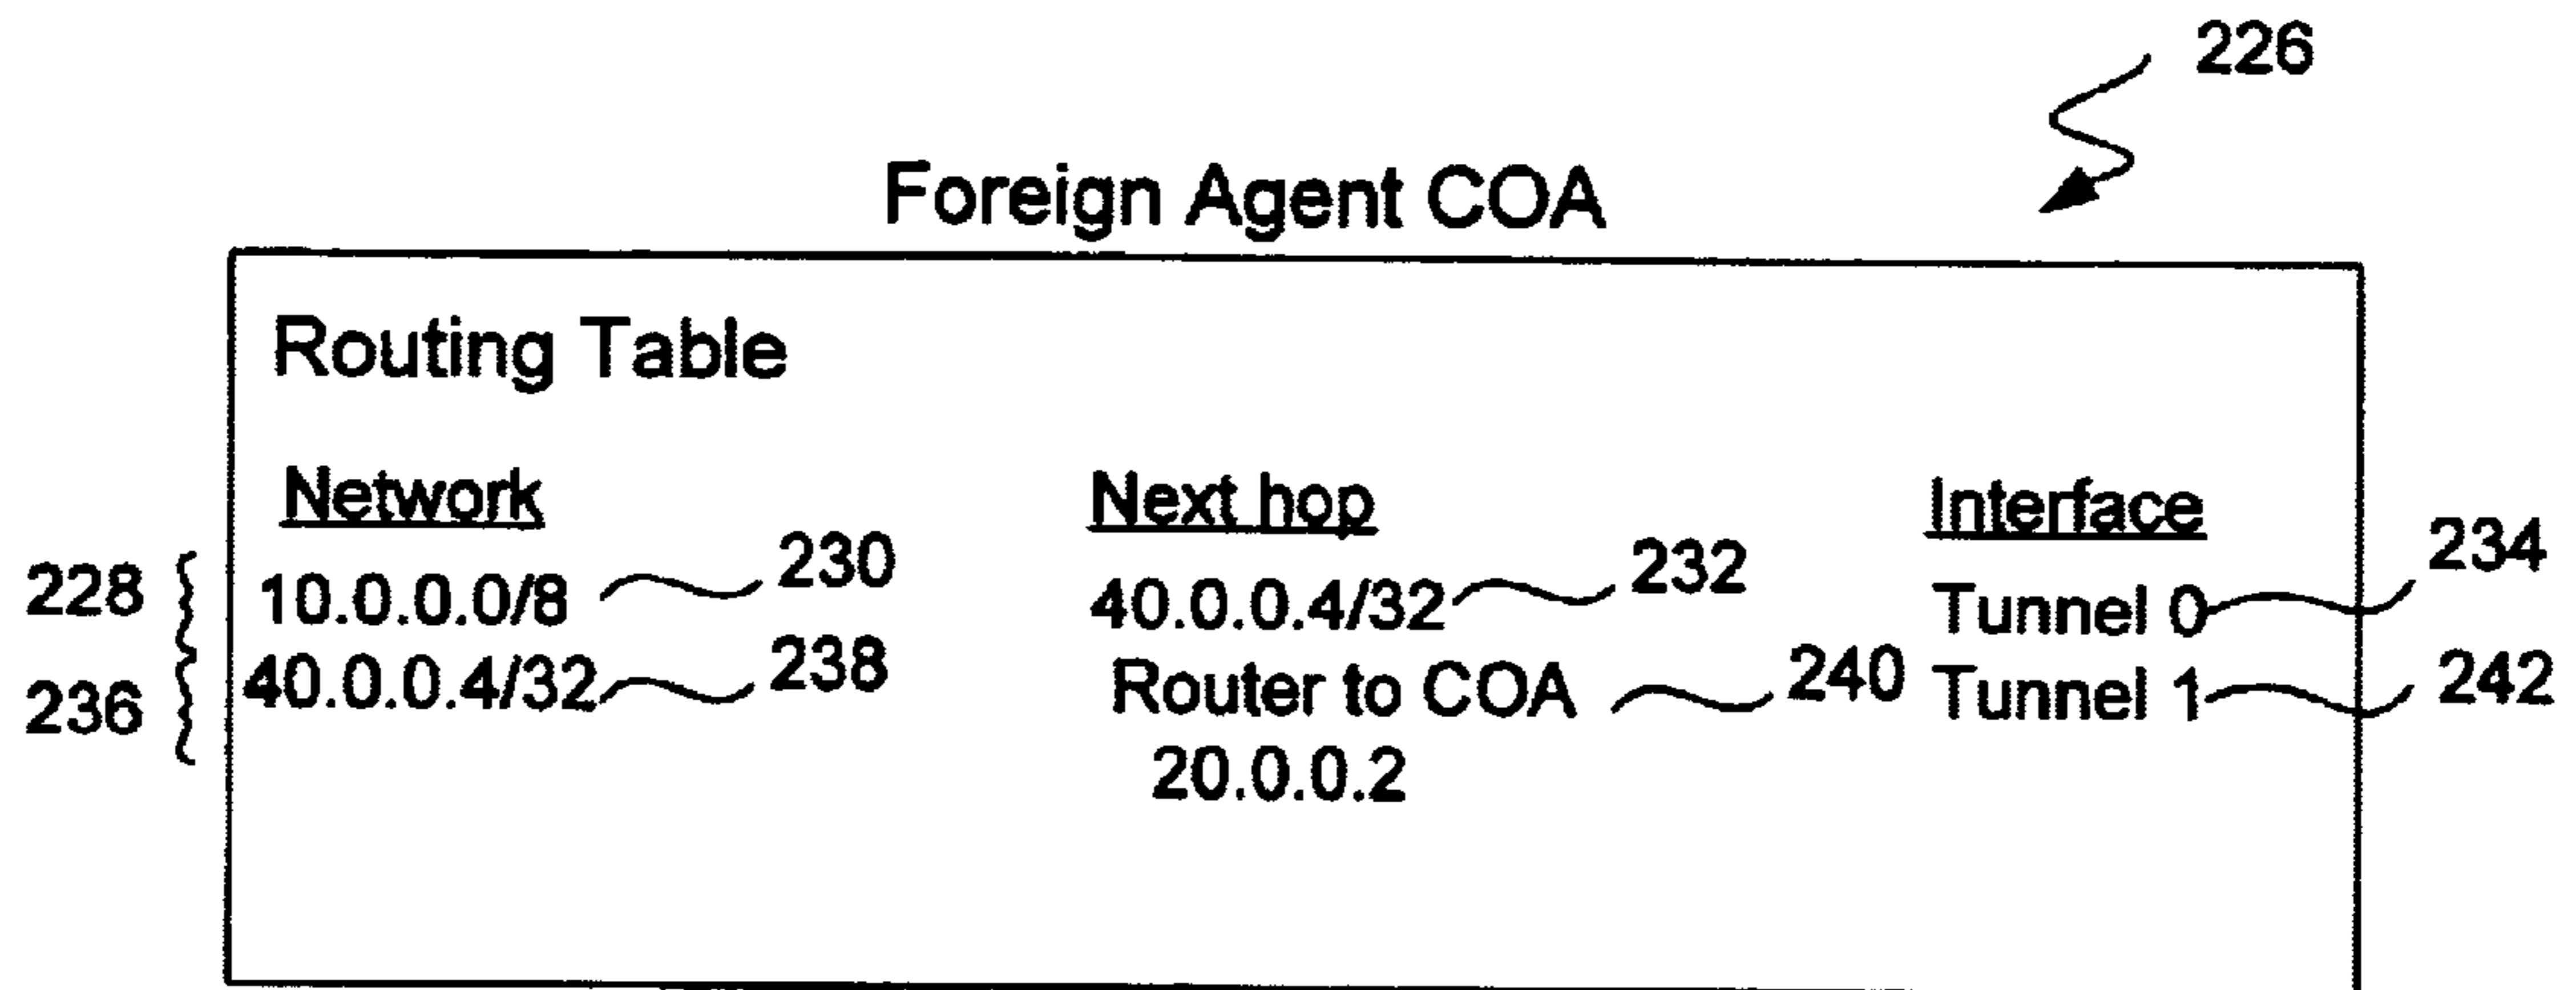 226
Foreign Agent COA
Routing Table
Network Next hop Interface
228 10.0.0.0/8 230 40.0.0.4/32 232 Tunnel 0 234
236 40.0.0.4/32 238 Router to COA 240 Tunnel 1 242
20.0.0.2